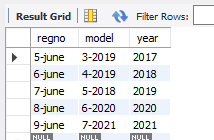 Result Grid Filter Rows:
regno model year
5-june 3-2019 2017
6-june 4-2019 2018
7-june 5-2018 2019
8-june 6-2020 2020
9-june 7-2021 2021
NULL NULL NULL